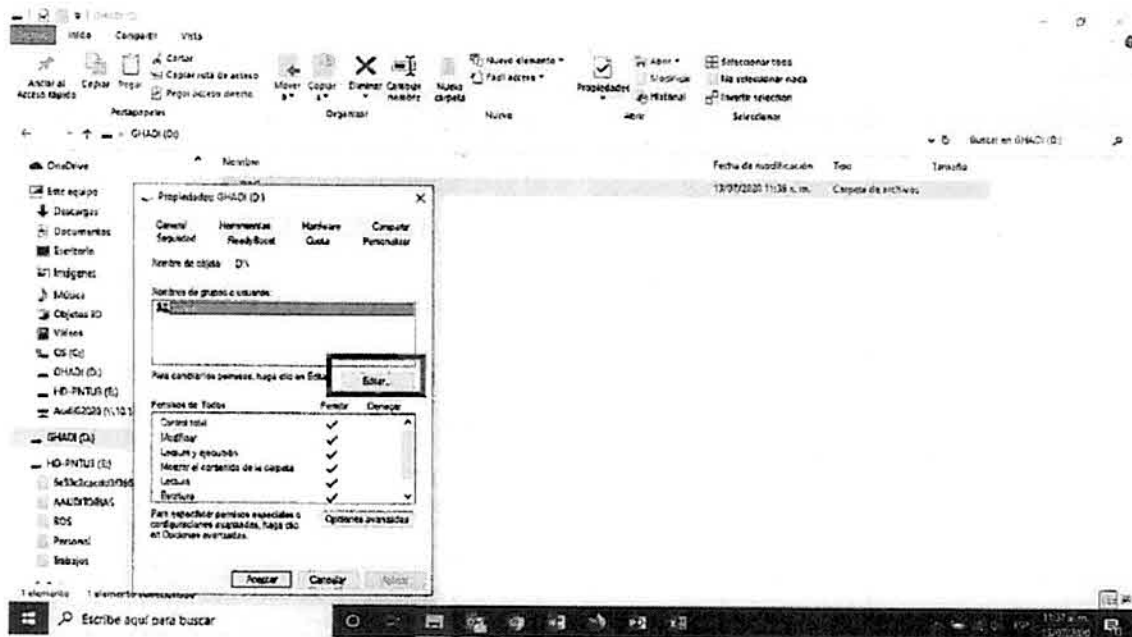 Inicio Compartir Vista
Anclar al Acceso rápido
Copiar
Pegar
Cortar
Copiar ruta de acceso
Pegar acceso directo
Portapapeles
Mover a
Copiar a
Eliminar
Cambiar nombre
Organizar
Nueva carpeta
Nuevo elemento
Fácil acceso
Nuevo
Propiedades
Abrir
Modificar
Historial
Abrir
Seleccionar todo
No seleccionar nada
Invertir selección
Seleccionar
GHADI (D:)
Buscar en GHADI (D:)
Nombre
Fecha de modificación
Tipo
Tamaño
11:36 a. m.
Carpeta de archivos
OneDrive
Este equipo
Descargas
Documentos
Escritorio
Imágenes
Música
Objetos 3D
Vídeos
OS (C:)
GHADI (D:)
HD-PNTU3 (E:)
GHADI (D:)
HD-PNTU3 (E:)
AAUDITORIAS
BOS
Personal
Trabajos
Propiedades: GHADI (D:)
General Herramientas Hardware Compartir
Seguridad ReadyBoost Cuota Personalizar
Nombre de objeto: D:\
Nombres de grupos o usuarios:
Para cambiar los permisos, haga clic en Editar
Editar...
Permisos de Todos Permitir Denegar
Control total
Modificar
Lectura y ejecución
Mostrar el contenido de la carpeta
Lectura
Escritura
Para especificar permisos especiales o
configuraciones avanzadas, haga clic
en Opciones avanzadas.
Opciones avanzadas
Aceptar Cancelar Aplicar
1 elemento 1 elemento
Escribe aquí para buscar
11:37 a. m.